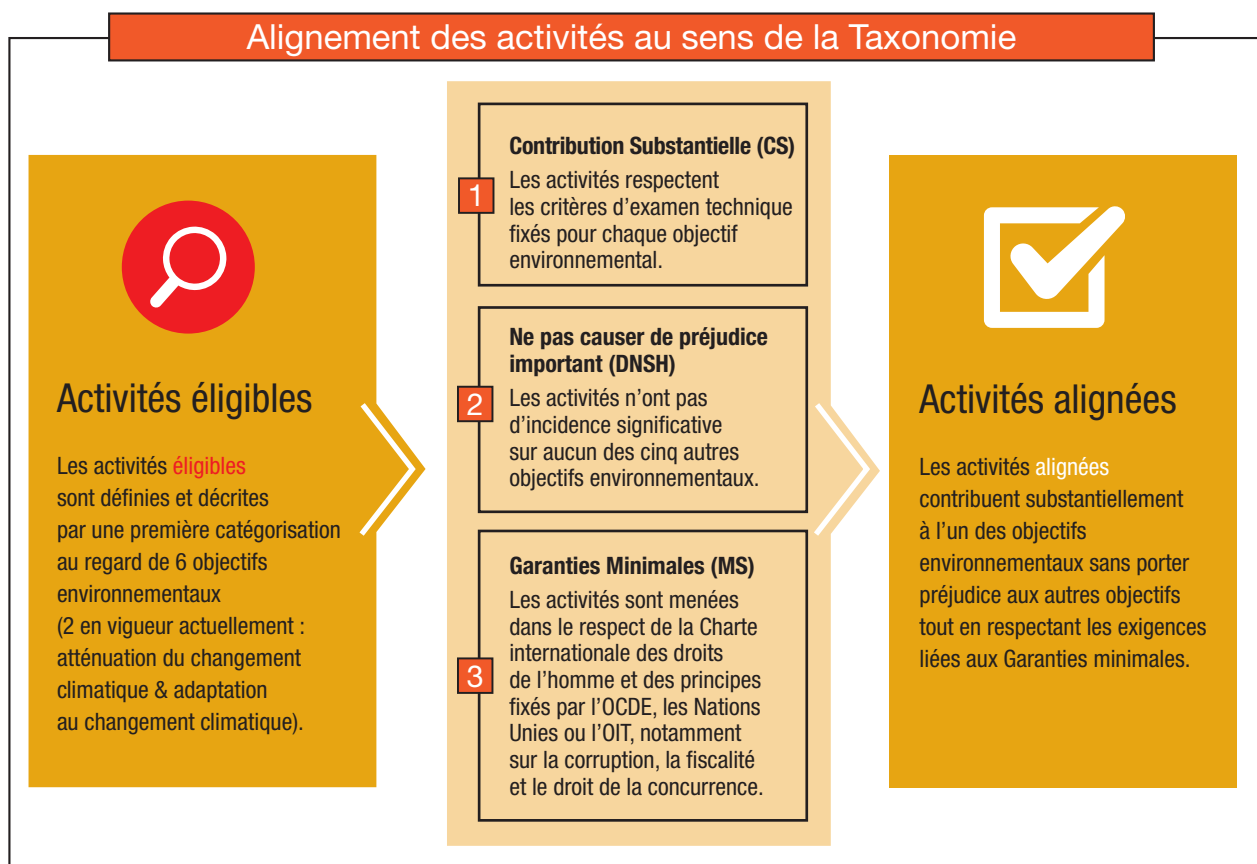 Alignement des activités au sens de la Taxonomie
Activités éligibles
Les activités éligibles
sont définies et décrites
par une première catégorisation
au regard de 6 objectifs
environnementaux
(2 en vigueur actuellement :
atténuation du changement
climatique & adaptation
au changement climatique).
1
Contribution Substantielle (CS)
Les activités respectent
les critères d’examen technique
fixés pour chaque objectif
environnemental.
2
Ne pas causer de préjudice
important (DNSH)
Les activités n’ont pas
d’incidence significative
sur aucun des cinq autres
objectifs environnementaux.
3
Garanties Minimales (MS)
Les activités sont menées
dans le respect de la Charte
internationale des droits
de l’homme et des principes
fixés par l’OCDE, les Nations
Unies ou l’OIT, notamment
sur la corruption, la fiscalité
et le droit de la concurrence.
Activités alignées
Les activités alignées
contribuent substantiellement
à l’un des objectifs
environnementaux sans porter
préjudice aux autres objectifs
tout en respectant les exigences
liées aux Garanties minimales.